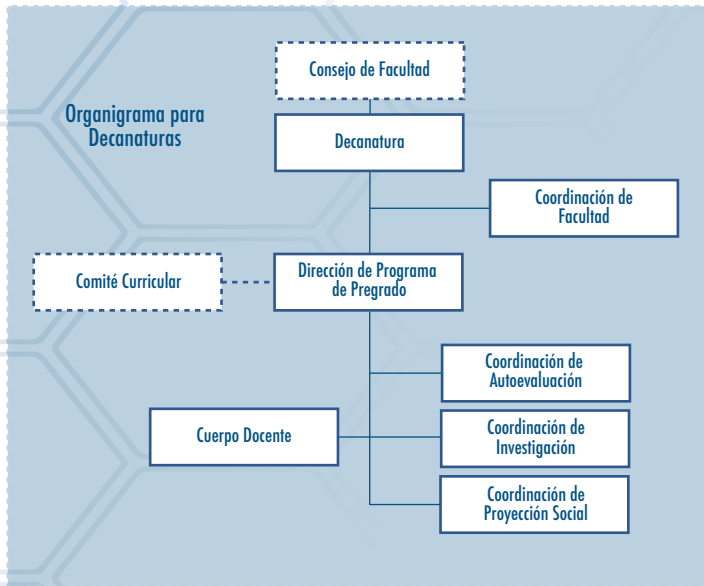 Consejo de Facultad
Organigrama para
Decanaturas
Decanatura
Coordinación de
Facultad
Comité Curricular
Dirección de Programa
de Pregrado
Coordinación de
Autoevaluación
Cuerpo Docente
Coordinación de
Investigación
Coordinación de
Proyección Social